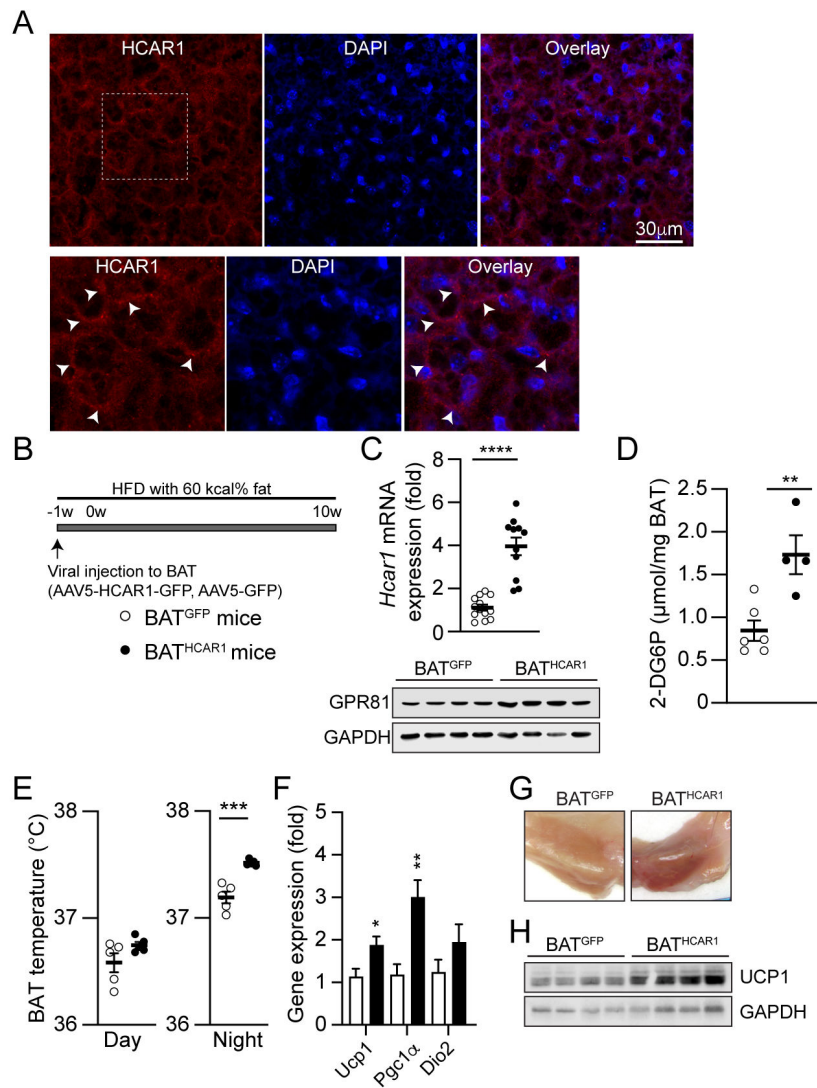 A
HCAR1 DAPI Overlay
30µm
HCAR1 DAPI Overlay
B
HFD with 60 kcal% fat
-1w 0w 10w
Viral injection to BAT
(AAV5-HCAR1-GFP, AAV5-GFP)
BATGFP mice
BATHCAR1 mice
C
****
Hcar1 mRNA
expression (fold)
8
6
4
2
0
BATGFP BATHCAR1
GPR81
GAPDH
D
**
2-DG6P (µmol/mg BAT)
2.5
2.0
1.5
1.0
0.5
0
E
BAT temperature (°C)
38
37
36
Day
***
38
37
36
Night
F
Gene expression (fold)
5
4
3
2
1
0
* **
Ucp1 Pgc1α Dio2
G
BATGFP BATHCAR1
H
BATGFP BATHCAR1
UCP1
GAPDH